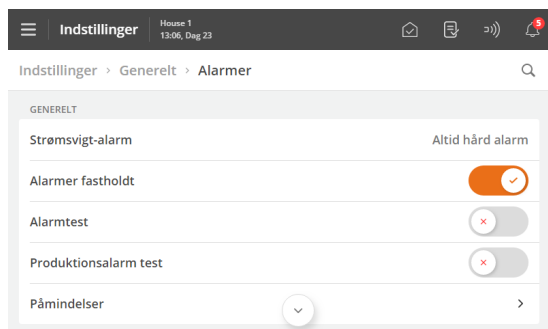 Indstillinger
House 1
13:06, Dag 23
5
Indstillinger > Generelt > Alarmer
GENERELT
Strømsvigt-alarm Altid hård alarm
Alarmer fastholdt
Alarmtest
Produktionsalarm test
Påmindelser